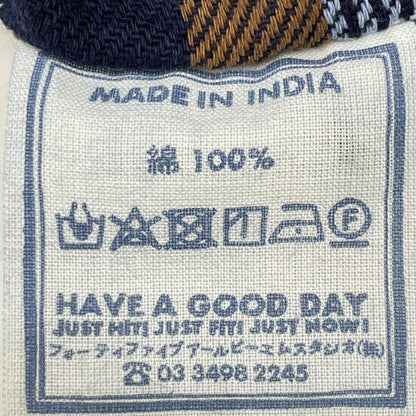 MADE IN INDIA
綿 100%
F
HAVE A GOOD DAY
JUST HIT! JUST FIT! JUST NOW!
フォーティファイブアールピーエムスタジオ(株)
☎ 03 3498 2245